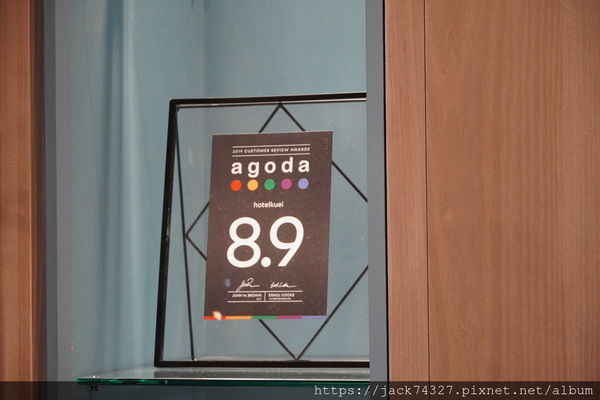 2019 CUSTOMER REVIEW AWARDS
agoda
hotelkuei
8.9
JOHN W. BROWN
ERROL COOKE
https://jack74327.pixnet.net/album